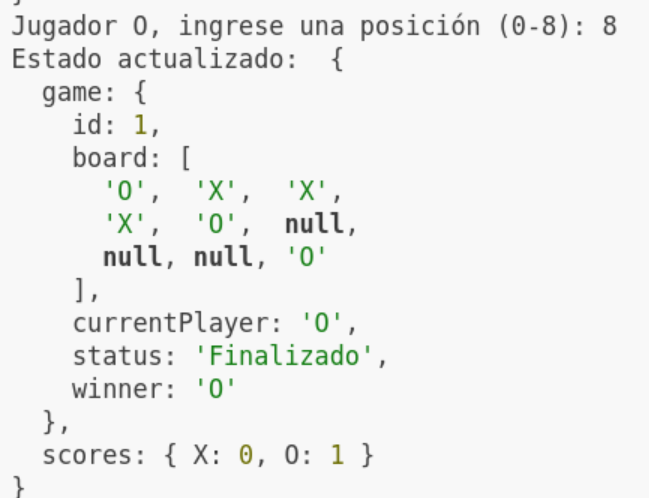 }
Jugador O, ingrese una posición (0-8): 8
Estado actualizado:  {
  game: {
    id: 1,
    board: [
      'O',  'X',  'X',
      'X',  'O',  null,
      null, null, 'O'
    ],
    currentPlayer: 'O',
    status: 'Finalizado',
    winner: 'O'
  },
  scores: { X: 0, O: 1 }
}